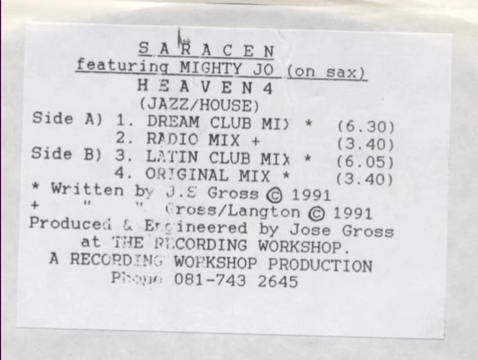 S A R A C E N
featuring MIGHTY JO (on sax)
H E A V E N 4
(JAZZ/HOUSE)
Side A) 1. DREAM CLUB MIX * (6.30)
2. RADIO MIX + (3.40)
Side B) 3. LATIN CLUB MIX * (6.05)
4. ORIGINAL MIX * (3.40)
* Written by J.S Gross © 1991
+ " " Gross/Langton © 1991
Produced & Engineered by Jose Gross
at THE RECORDING WORKSHOP.
A RECORDING WORKSHOP PRODUCTION
Phone 081-743 2645